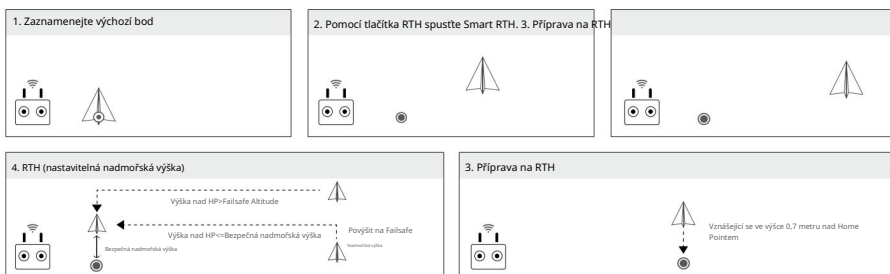 1. Zaznamenejte výchozí bod
2. Pomocí tlačítka RTH spusťte Smart RTH. 3. Příprava na RTH
4. RTH (nastavitelná nadmořská výška)
Výška nad HP>Failsafe Altitude
Výška nad HP<=Bezpečná nadmořská výška
Povýšit na Failsafe
Nadmořská výška
Bezpečná nadmořská výška
3. Příprava na RTH
Vznášející se ve výšce 0,7 metru nad Home
Pointem